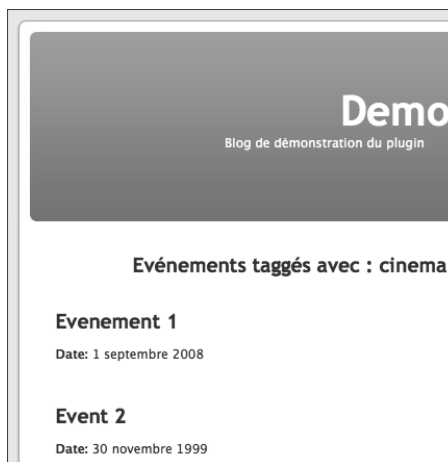 Demo
Blog de démonstration du plugin
Evénements taggés avec : cinema
Evenement 1
Date: 1 septembre 2008
Event 2
Date: 30 novembre 1999